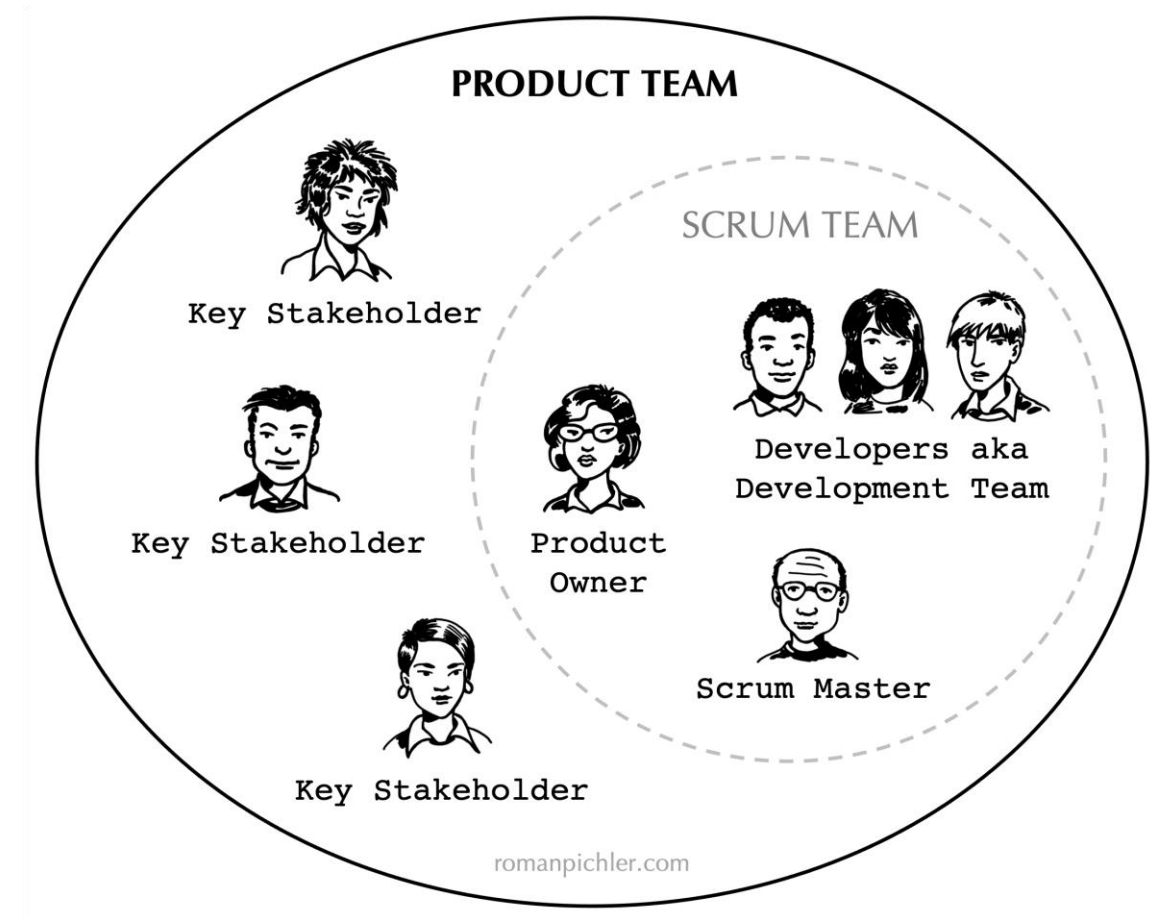 PRODUCT TEAM
SCRUM TEAM
Key Stakeholder
Developers aka
Development Team
Key Stakeholder
Product
Owner
Scrum Master
Key Stakeholder
romanpichler.com